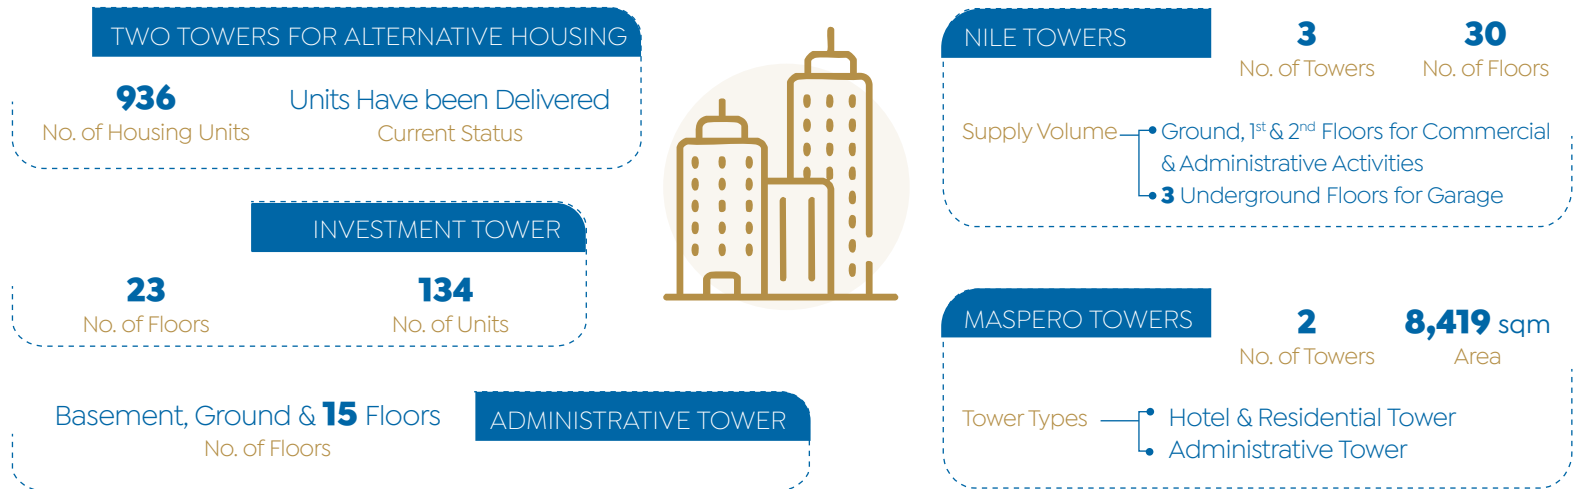 TWO TOWERS FOR ALTERNATIVE HOUSING
936
No. of Housing Units
Units Have been Delivered
Current Status
INVESTMENT TOWER
23
No. of Floors
134
No. of Units
Basement, Ground & 15 Floors
No. of Floors
ADMINISTRATIVE TOWER
NILE TOWERS
3
No. of Towers
30
No. of Floors
Supply Volume
Ground, 1st & 2nd Floors for Commercial
& Administrative Activities
3 Underground Floors for Garage
MASPERO TOWERS
2
No. of Towers
8,419 sqm
Area
Tower Types
Hotel & Residential Tower
Administrative Tower